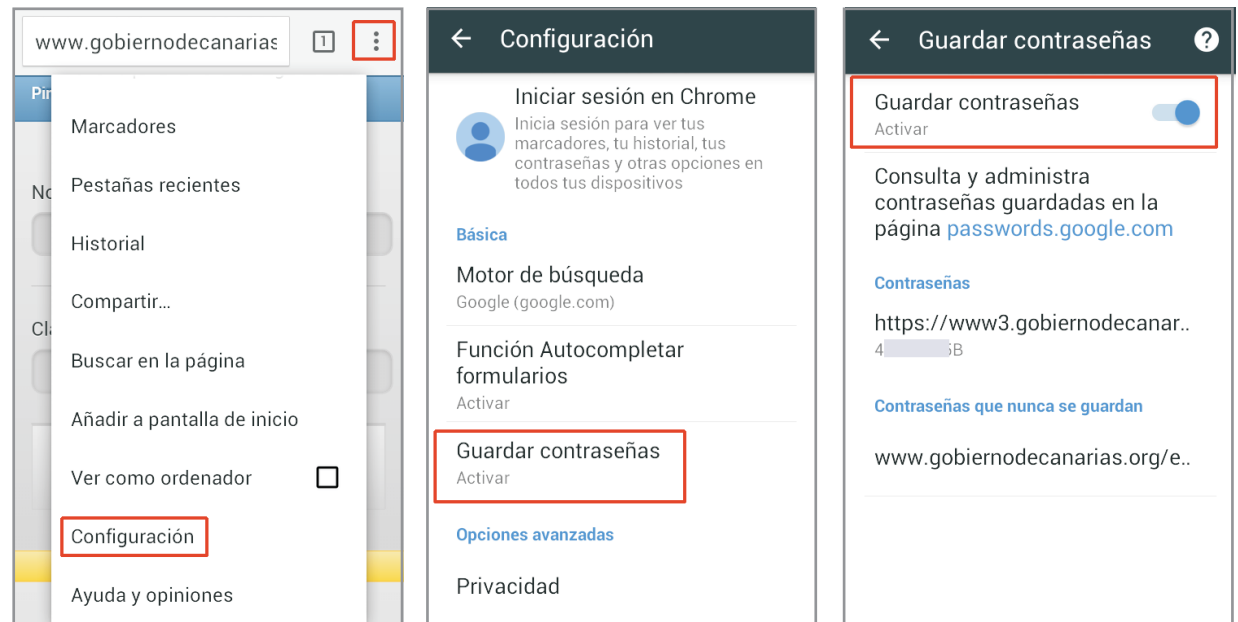 www.gobiernodecanarias
1
Pir
Marcadores
Pestañas recientes
No
Historial
Compartir...
Cla
Buscar en la página
Añadir a pantalla de inicio
Ver como ordenador
Configuración
Ayuda y opiniones
Configuración
Iniciar sesión en Chrome
Inicia sesión para ver tus
marcadores, tu historial, tus
contraseñas y otras opciones en
todos tus dispositivos
Básica
Motor de búsqueda
Google (google.com)
Función Autocompletar
formularios
Activar
Guardar contraseñas
Activar
Opciones avanzadas
Privacidad
Guardar contraseñas ?
Guardar contraseñas
Activar
Consulta y administra
contraseñas guardadas en la
página passwords.google.com
Contraseñas
https://www3.gobiernodecanar..
4 B
Contraseñas que nunca se guardan
www.gobiernodecanarias.org/e..